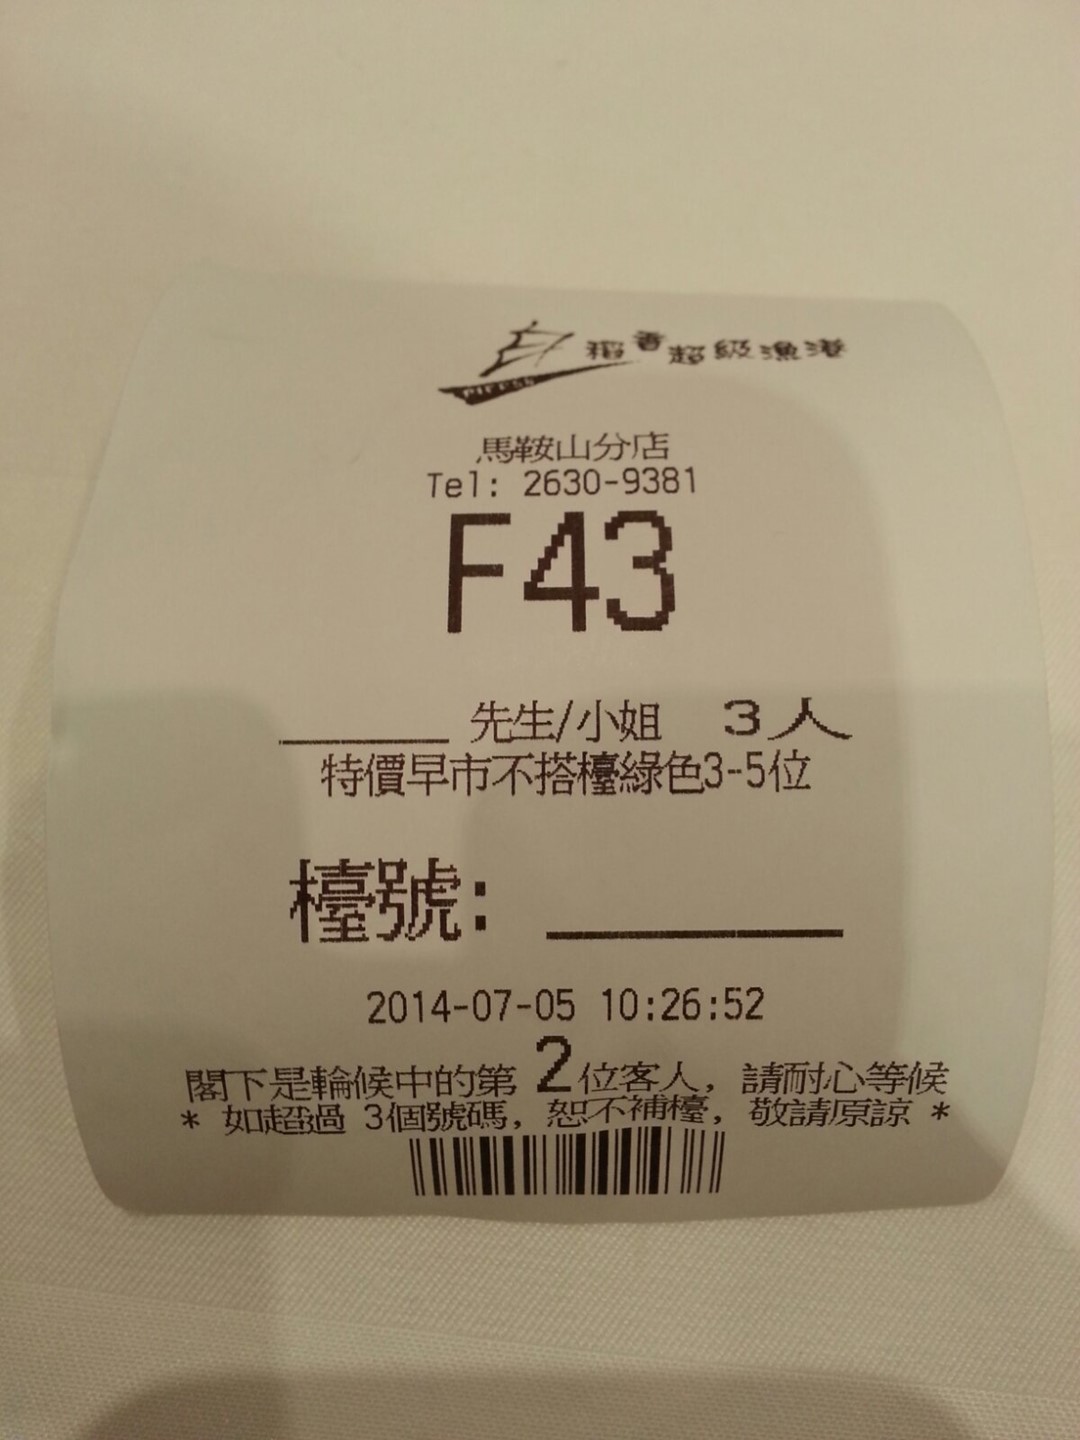 稻香超級漁港
馬鞍山分店
Tel: 2630-9381
F43
______ 先生/小姐 3人
特價早市不搭檯綠色3-5位
檯號: ______
2014-07-05 10:26:52
閣下是輪候中的第 2位客人, 請耐心等候
* 如超過 3個號碼, 恕不補檯, 敬請原諒 *